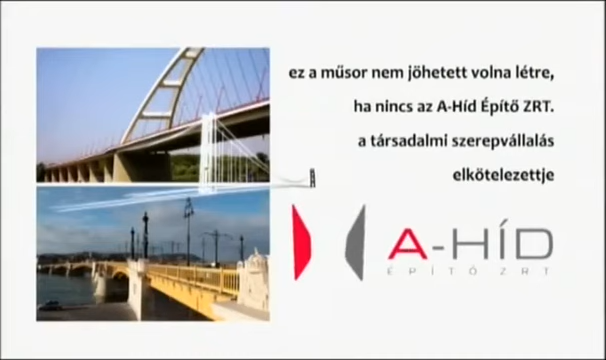 ez a műsor nem jöhetett volna létre,
ha nincs az A-Híd Építő ZRT.
a társadalmi szerepvállalás
elkötelezettje
A-HÍD
ÉPÍTŐ ZRT